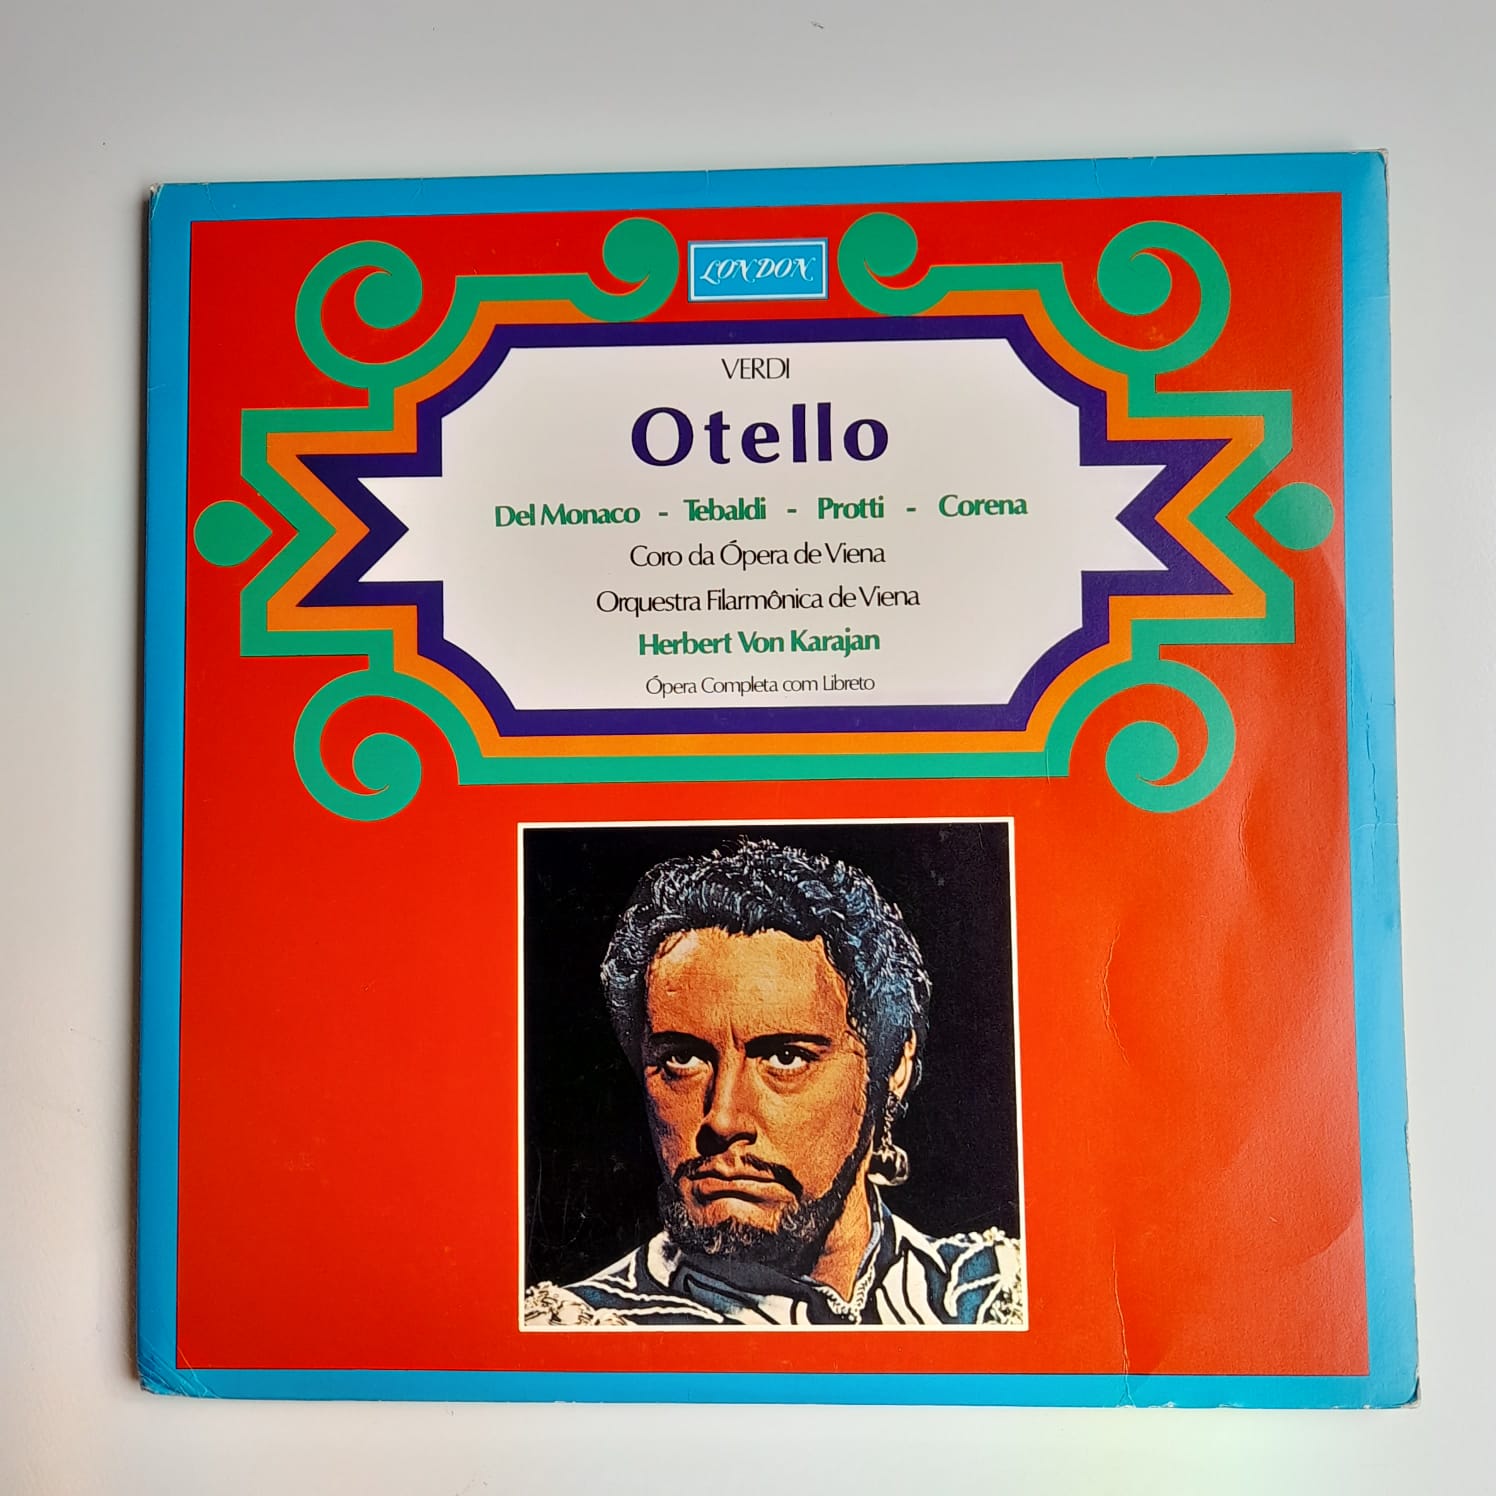 LONDON
VERDI
Otello
Del Monaco - Tebaldi - Protti - Corena
Coro da Ópera de Viena
Orquestra Filarmônica de Viena
Herbert Von Karajan
Ópera Completa com Libreto